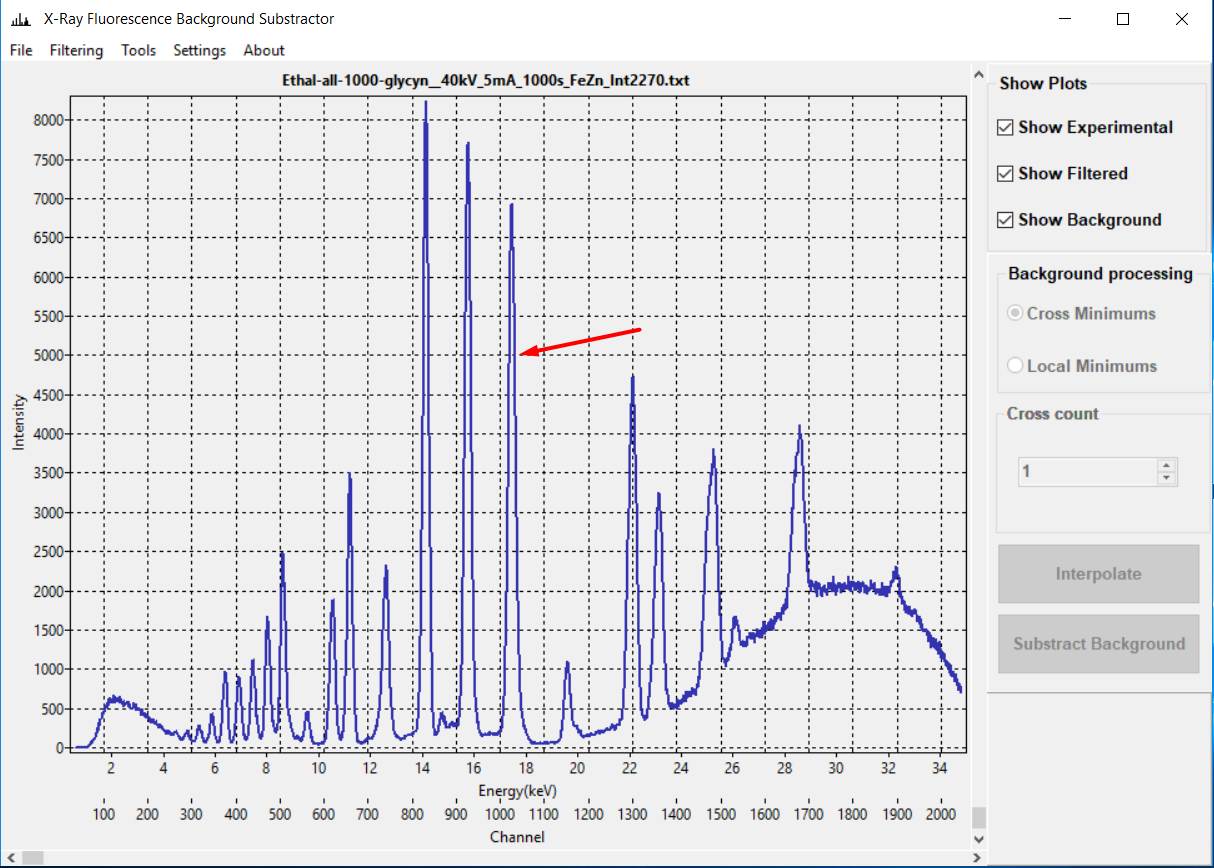 X-Ray Fluorescence Background Substractor
File Filtering Tools Settings About
Ethal-all-1000-glycyn__40kV_5mA_1000s_FeZn_Int2270.txt
8000
7500
7000
6500
6000
5500
5000
4500
4000
3500
3000
2500
2000
1500
1000
500
0
Intensity
2 4 6 8 10 12 14 16 18 20 22 24 26 28 30 32 34
Energy(keV)
100 200 300 400 500 600 700 800 900 1000 1100 1200 1300 1400 1500 1600 1700 1800 1900 2000
Channel
Show Plots
Show Experimental
Show Filtered
Show Background
Background processing
Cross Minimums
Local Minimums
Cross count
1
Interpolate
Substract Background